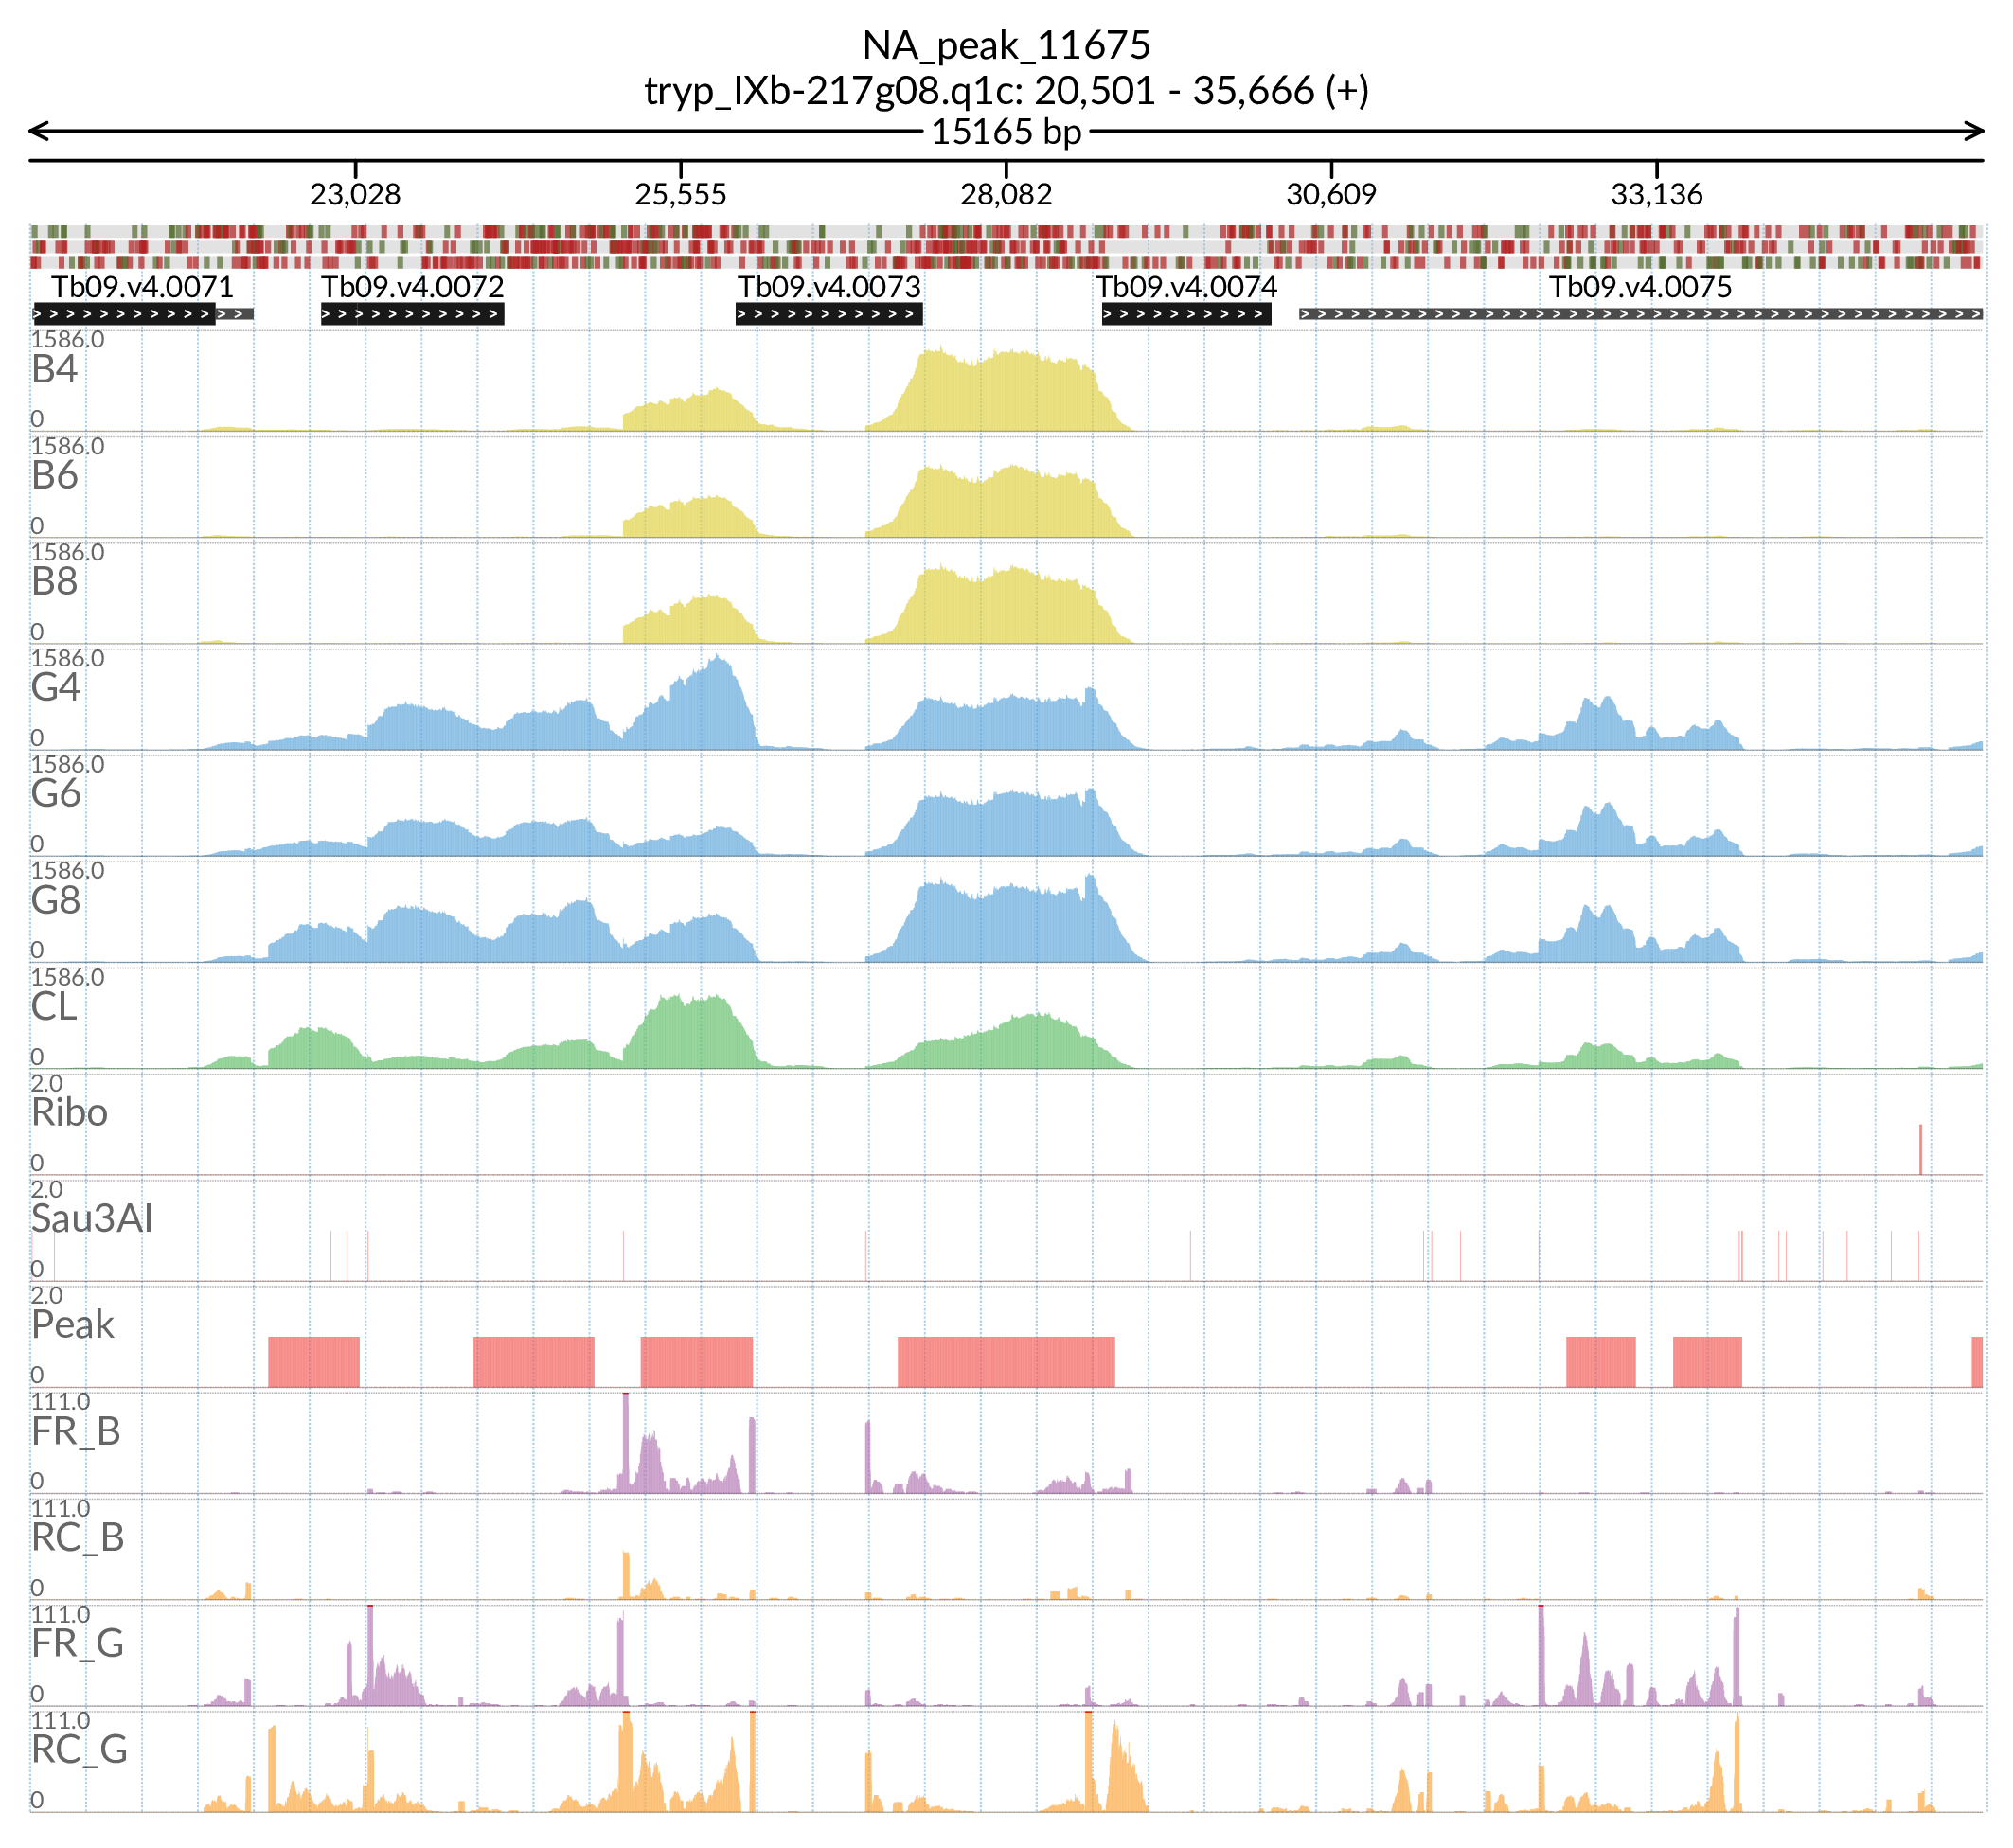 NA_peak_11675
tryp_IXb-217g08.q1c: 20,501 - 35,666 (+)
15165 bp
23,028 25,555 28,082 30,609 33,136
Tb09.v4.0071 Tb09.v4.0072 Tb09.v4.0073 Tb09.v4.0074 Tb09.v4.0075
1586.0
B4
0
1586.0
B6
0
1586.0
B8
0
1586.0
G4
0
1586.0
G6
0
1586.0
G8
0
1586.0
CL
0
2.0
Ribo
0
2.0
Sau3AI
0
2.0
Peak
0
111.0
FR_B
0
111.0
RC_B
0
111.0
FR_G
0
111.0
RC_G
0